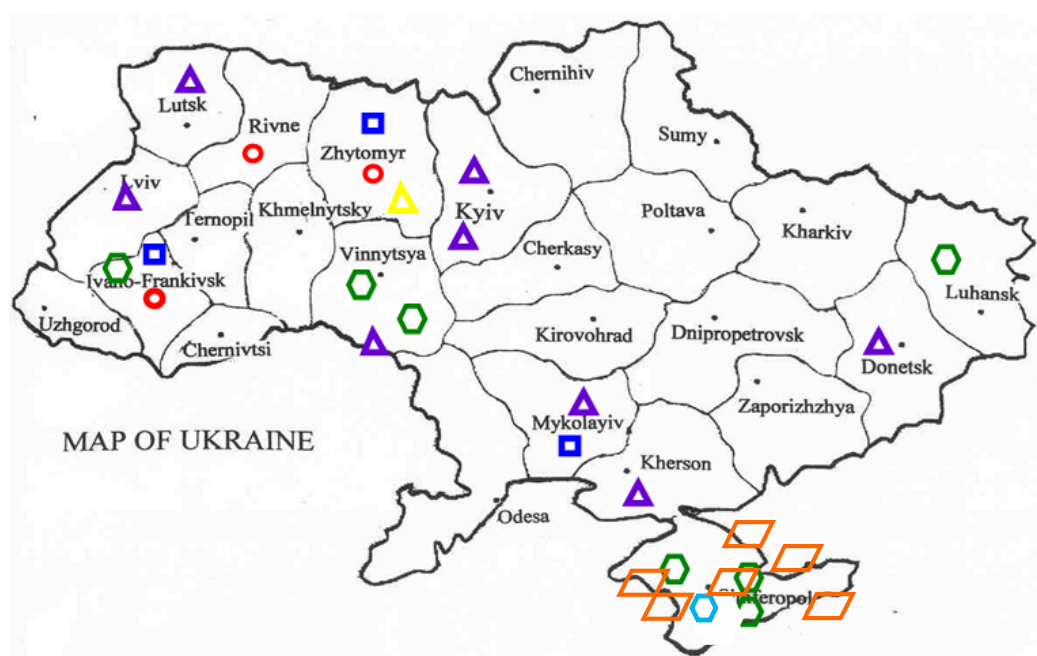 Chernihiv
Lutsk
Rivne
Sumy
Zhytomyr
Lviv
Ternopil
Khmelnytsky
Kyiv
Poltava
Kharkiv
Vinnytsya
Cherkasy
Ivano-Frankivsk
Luhansk
Uzhgorod
Kirovohrad
Dnipropetrovsk
Chernivtsi
Donetsk
Zaporizhzhya
Mykolayiv
MAP OF UKRAINE
Kherson
Odesa
Simferopol